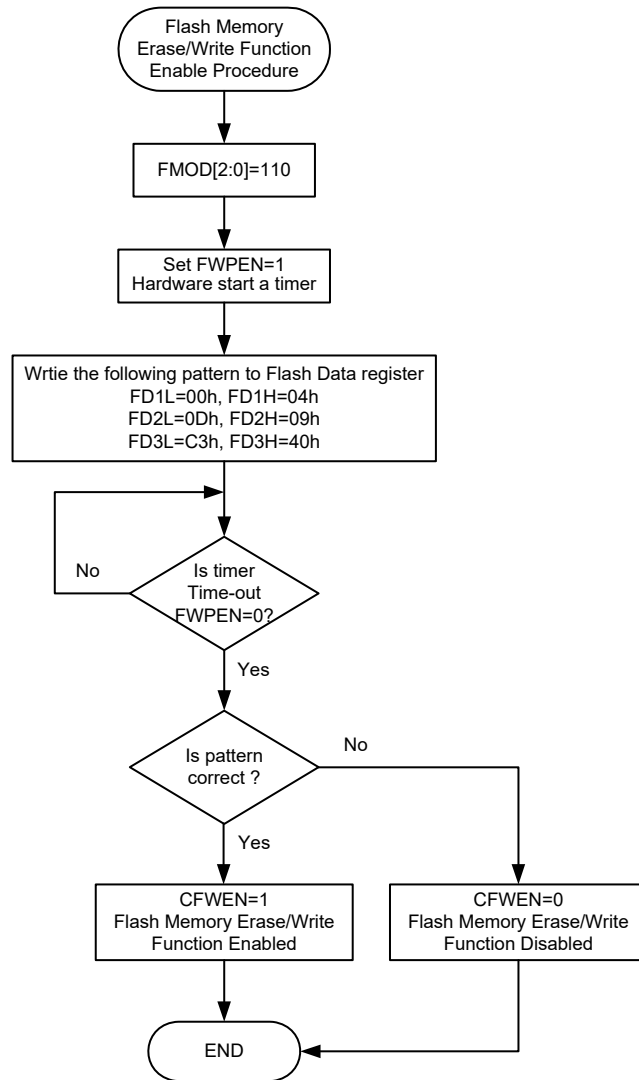 Flash Memory
Erase/Write Function
Enable Procedure
FMOD[2:0]=110
Set FWPEN=1
Hardware start a timer
Wrtie the following pattern to Flash Data register
FD1L=00h, FD1H=04h
FD2L=0Dh, FD2H=09h
FD3L=C3h, FD3H=40h
No
Is timer
Time-out
FWPEN=0?
Yes
Is pattern
correct ?
No
Yes
CFWEN=1
Flash Memory Erase/Write
Function Enabled
CFWEN=0
Flash Memory Erase/Write
Function Disabled
END